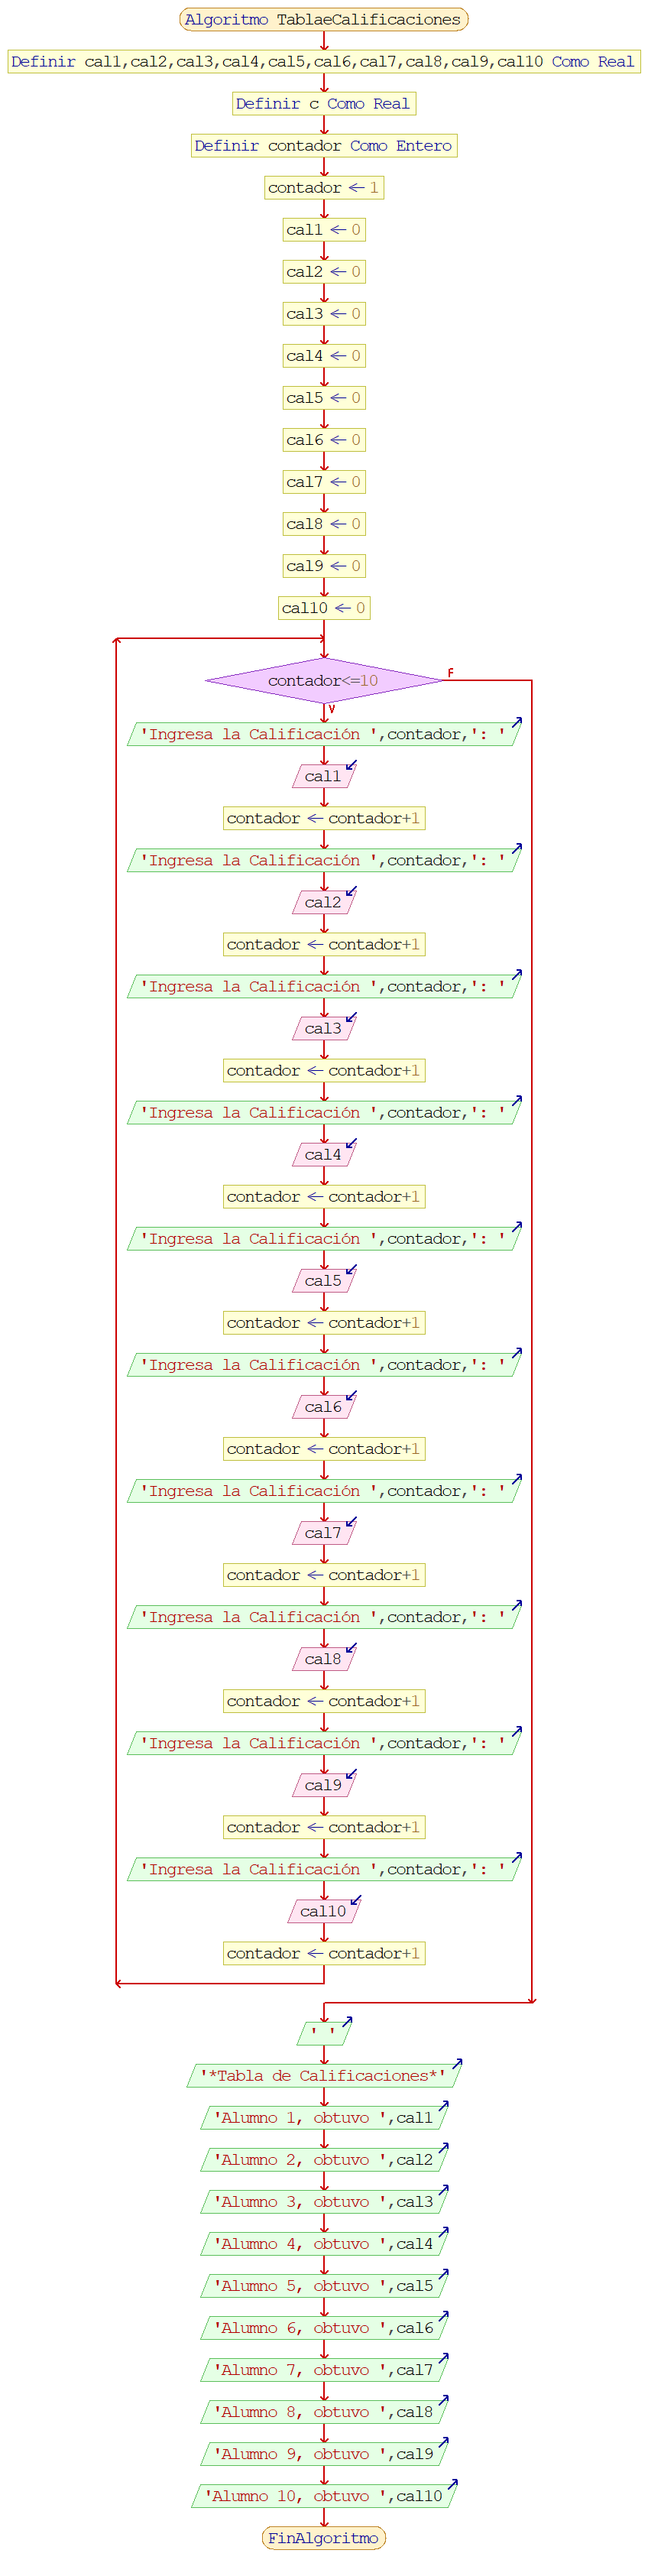 Algoritmo TablaeCalificaciones
Definir cal1,cal2,cal3,cal4,cal5,cal6,cal7,cal8,cal9,cal10 Como Real
Definir c Como Real
Definir contador Como Entero
contador ← 1
cal1 ← 0
cal2 ← 0
cal3 ← 0
cal4 ← 0
cal5 ← 0
cal6 ← 0
cal7 ← 0
cal8 ← 0
cal9 ← 0
cal10 ← 0
contador<=10
F
V
'Ingresa la Calificación ',contador,': '
cal1
contador ← contador+1
'Ingresa la Calificación ',contador,': '
cal2
contador ← contador+1
'Ingresa la Calificación ',contador,': '
cal3
contador ← contador+1
'Ingresa la Calificación ',contador,': '
cal4
contador ← contador+1
'Ingresa la Calificación ',contador,': '
cal5
contador ← contador+1
'Ingresa la Calificación ',contador,': '
cal6
contador ← contador+1
'Ingresa la Calificación ',contador,': '
cal7
contador ← contador+1
'Ingresa la Calificación ',contador,': '
cal8
contador ← contador+1
'Ingresa la Calificación ',contador,': '
cal9
contador ← contador+1
'Ingresa la Calificación ',contador,': '
cal10
contador ← contador+1
' '
'*Tabla de Calificaciones*'
'Alumno 1, obtuvo ',cal1
'Alumno 2, obtuvo ',cal2
'Alumno 3, obtuvo ',cal3
'Alumno 4, obtuvo ',cal4
'Alumno 5, obtuvo ',cal5
'Alumno 6, obtuvo ',cal6
'Alumno 7, obtuvo ',cal7
'Alumno 8, obtuvo ',cal8
'Alumno 9, obtuvo ',cal9
'Alumno 10, obtuvo ',cal10
FinAlgoritmo